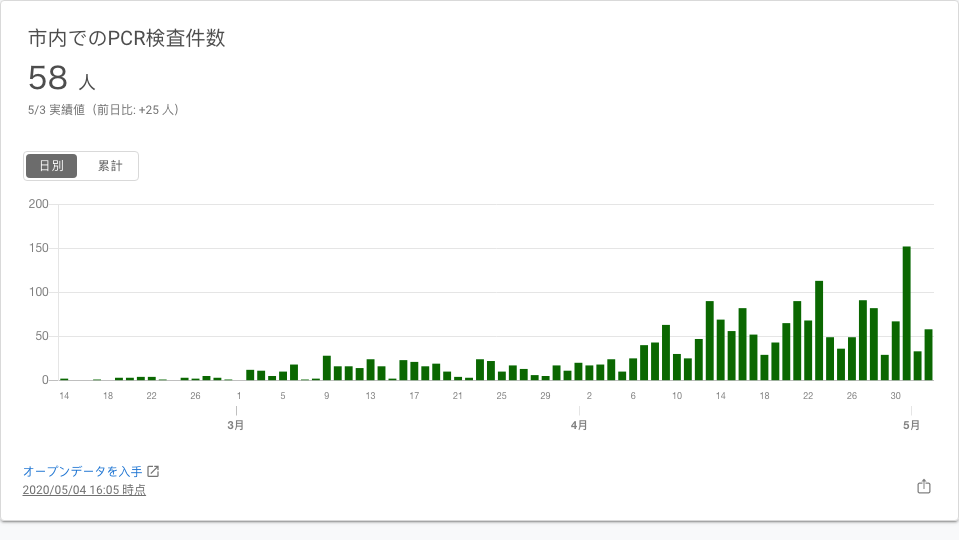 市内でのPCR検査件数
58 人
5/3 実績値（前日比: +25 人）
日別 累計
200
150
100
50
0
14 18 22 26 1 5 9 13 17 21 25 29 2 6 10 14 18 22 26 30
3月 4月 5月
オープンデータを入手
2020/05/04 16:05 時点